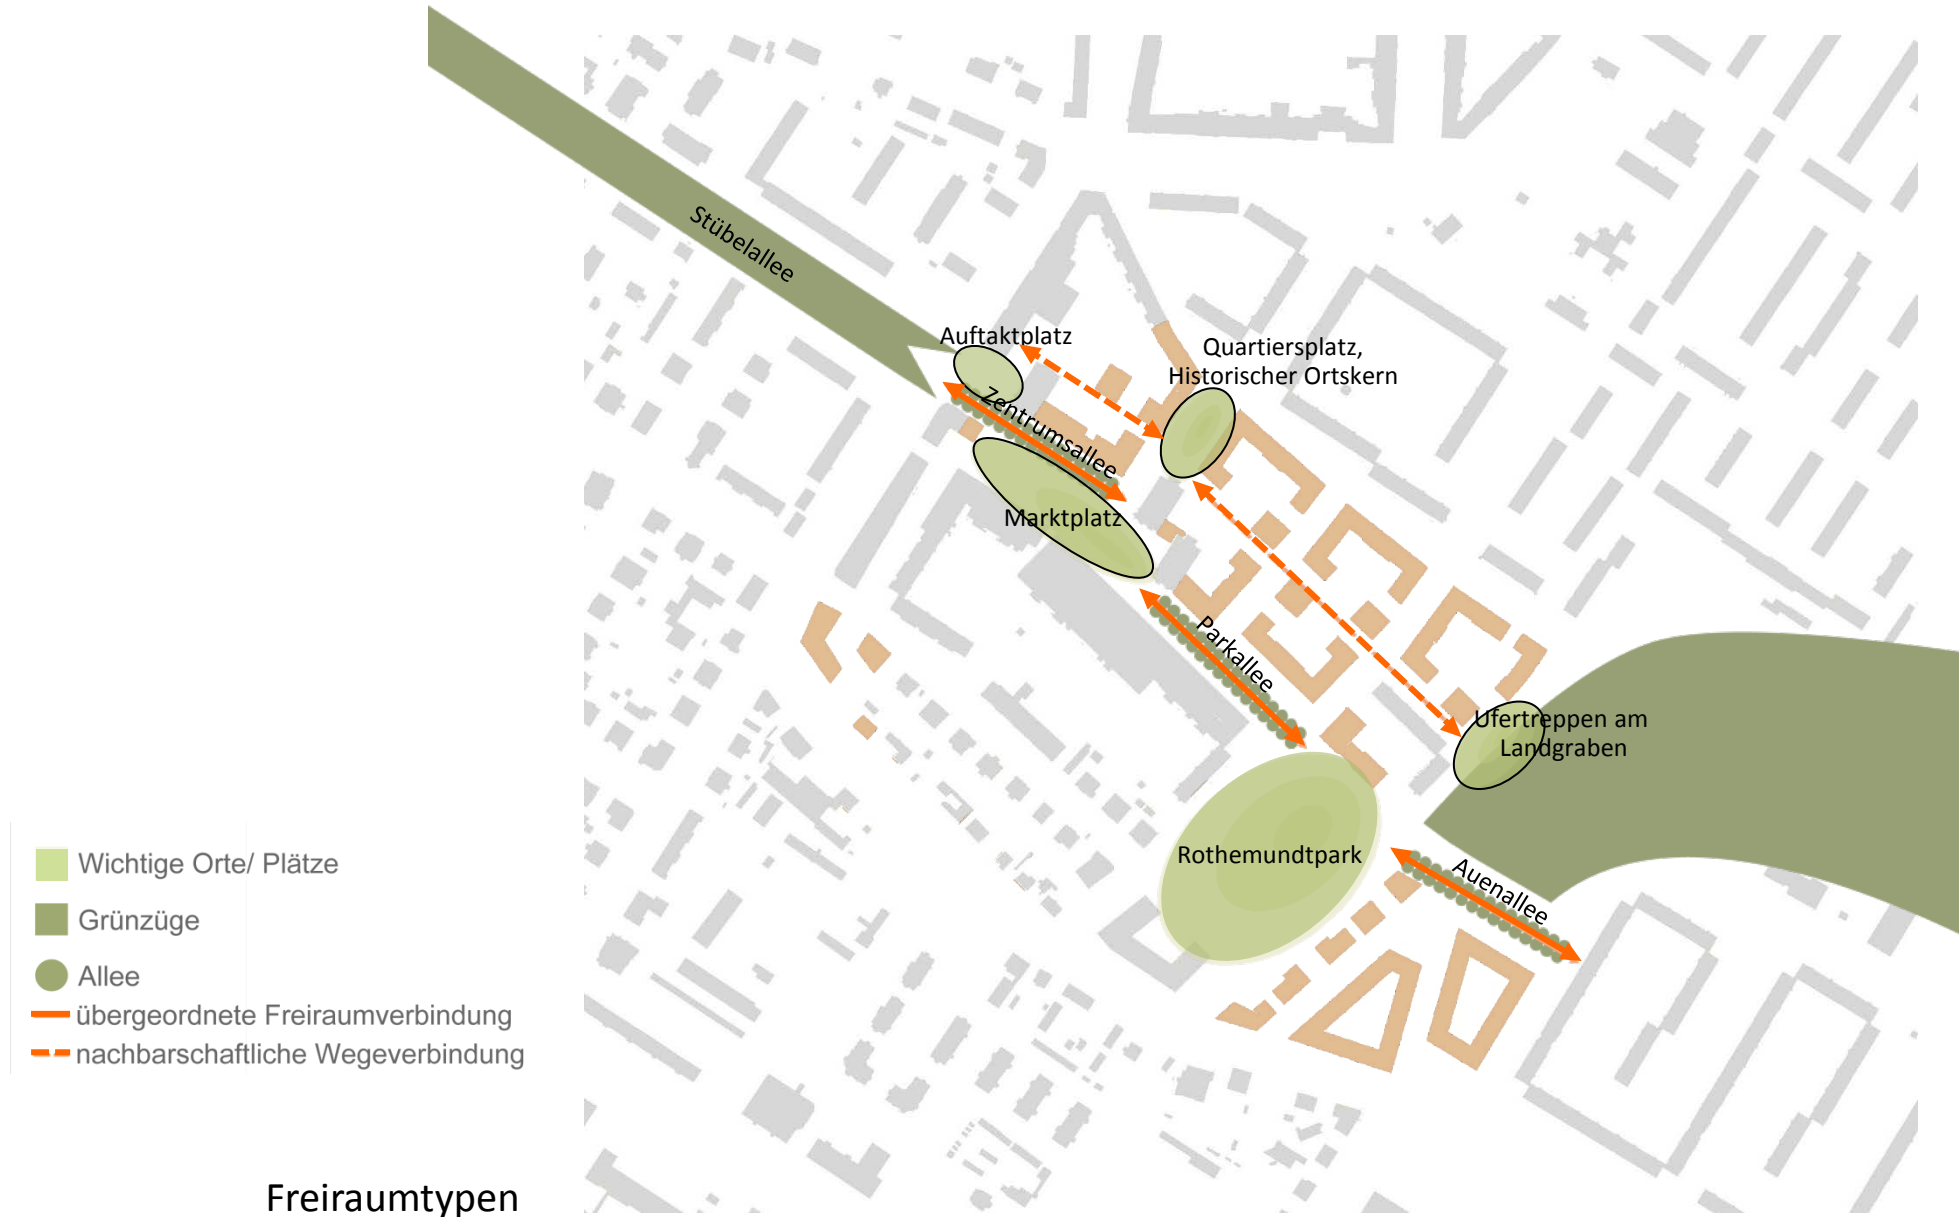 Stübelallee
Auftaktplatz
Quartiersplatz,
Historischer Ortskern
Zentrumsallee
Marktplatz
Parkallee
Ufertreppen am
Landgraben
Rothemundtpark
Auenallee
Wichtige Orte/ Plätze
Grünzüge
Allee
übergeordnete Freiraumverbindung
nachbarschaftliche Wegeverbindung
Freiraumtypen